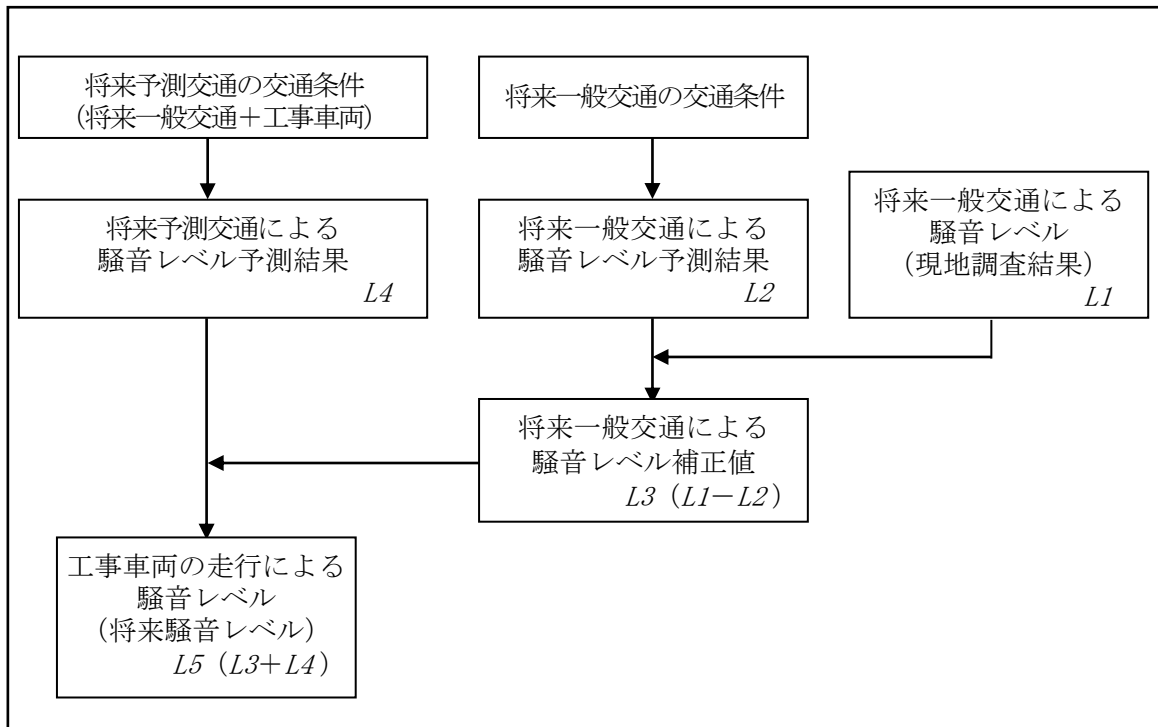 将来予測交通の交通条件
（将来一般交通＋工事車両）
将来一般交通の交通条件
将来予測交通による
騒音レベル予測結果
L4
将来一般交通による
騒音レベル予測結果
L2
将来一般交通による
騒音レベル
（現地調査結果）
L1
将来一般交通による
騒音レベル補正値
L3（L1－L2）
工事車両の走行による
騒音レベル
（将来騒音レベル）
L5（L3＋L4）